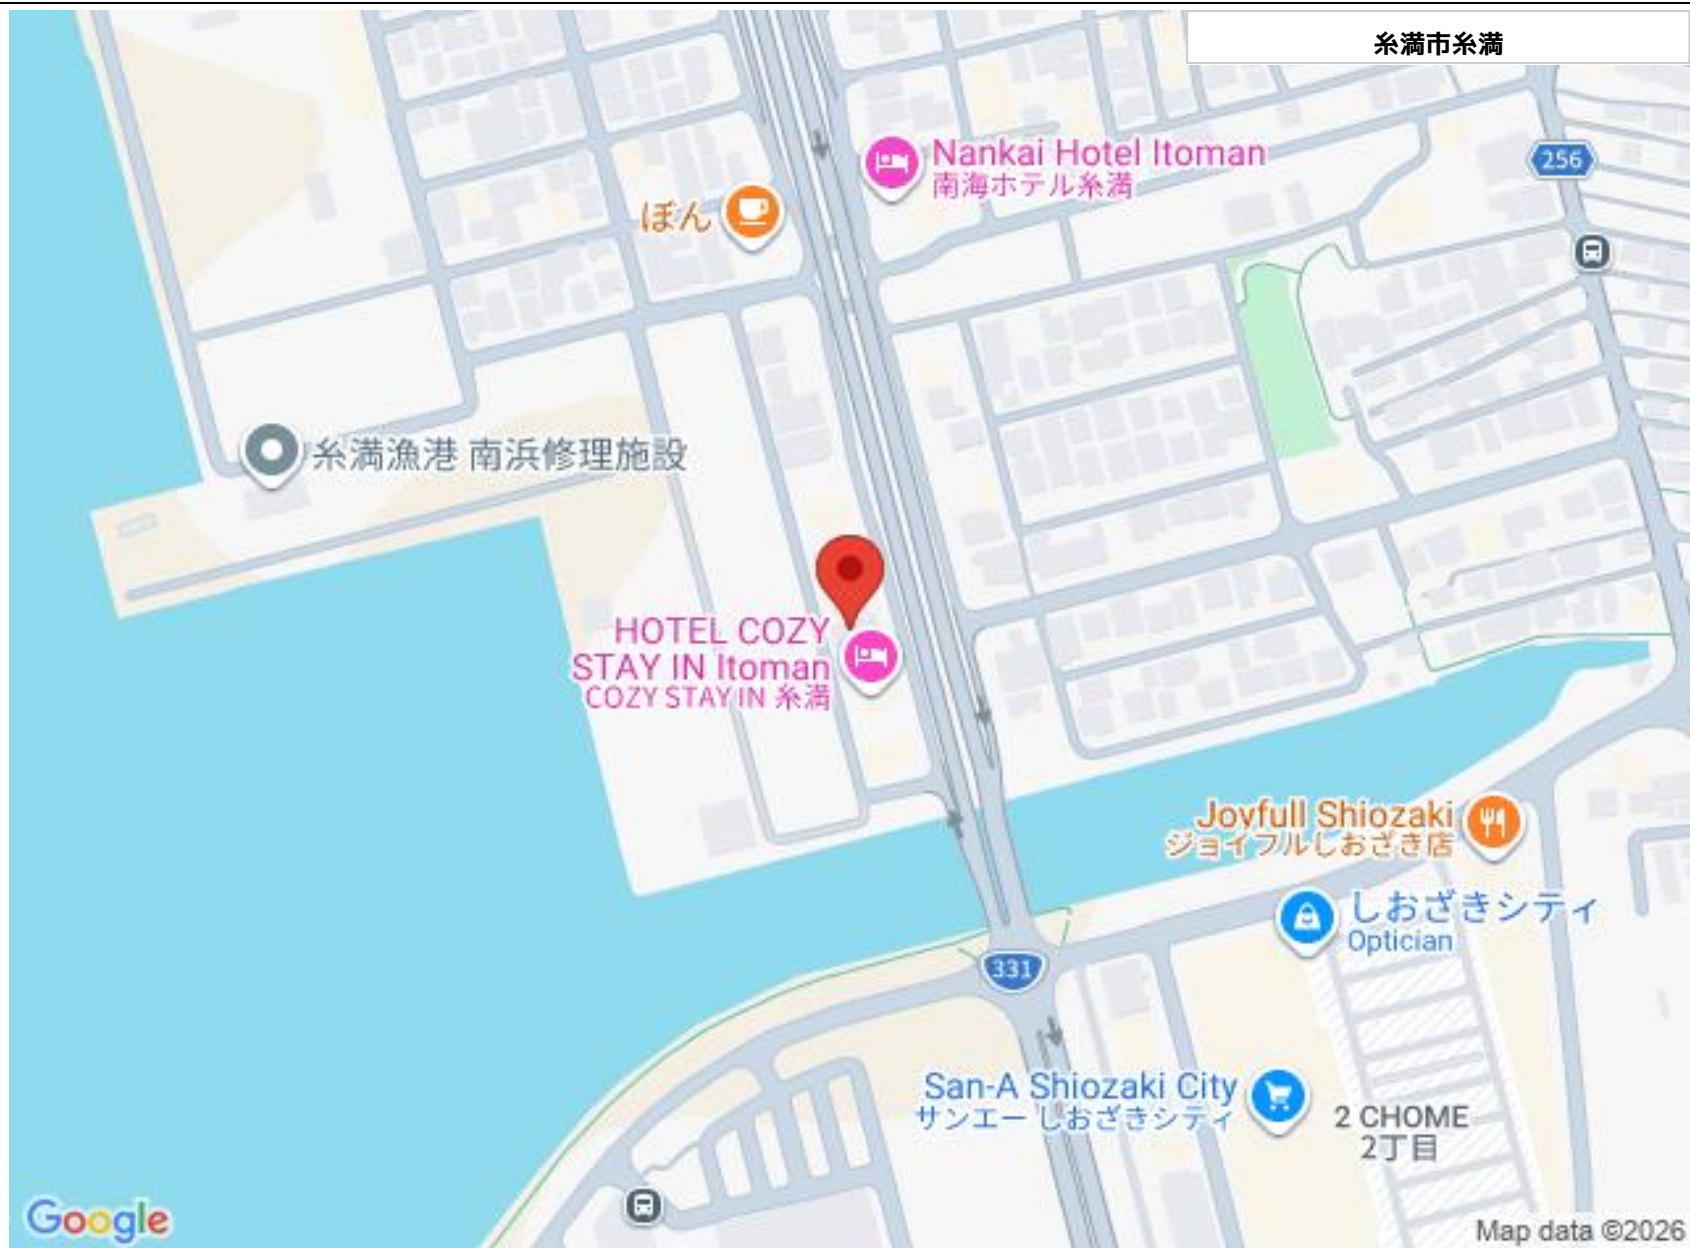 糸満市糸満
Nankai Hotel Itoman
南海ホテル糸満
256
ぼん
糸満漁港 南浜修理施設
HOTEL COZY
STAY IN Itoman
COZY STAY IN 糸満
Joyfull Shiozaki
ジョイフルしおざき店
しおざきシティ
Optician
331
San-A Shiozaki City
サンエー しおざきシティ
2 CHOME
2丁目
Google
Map data ©2026